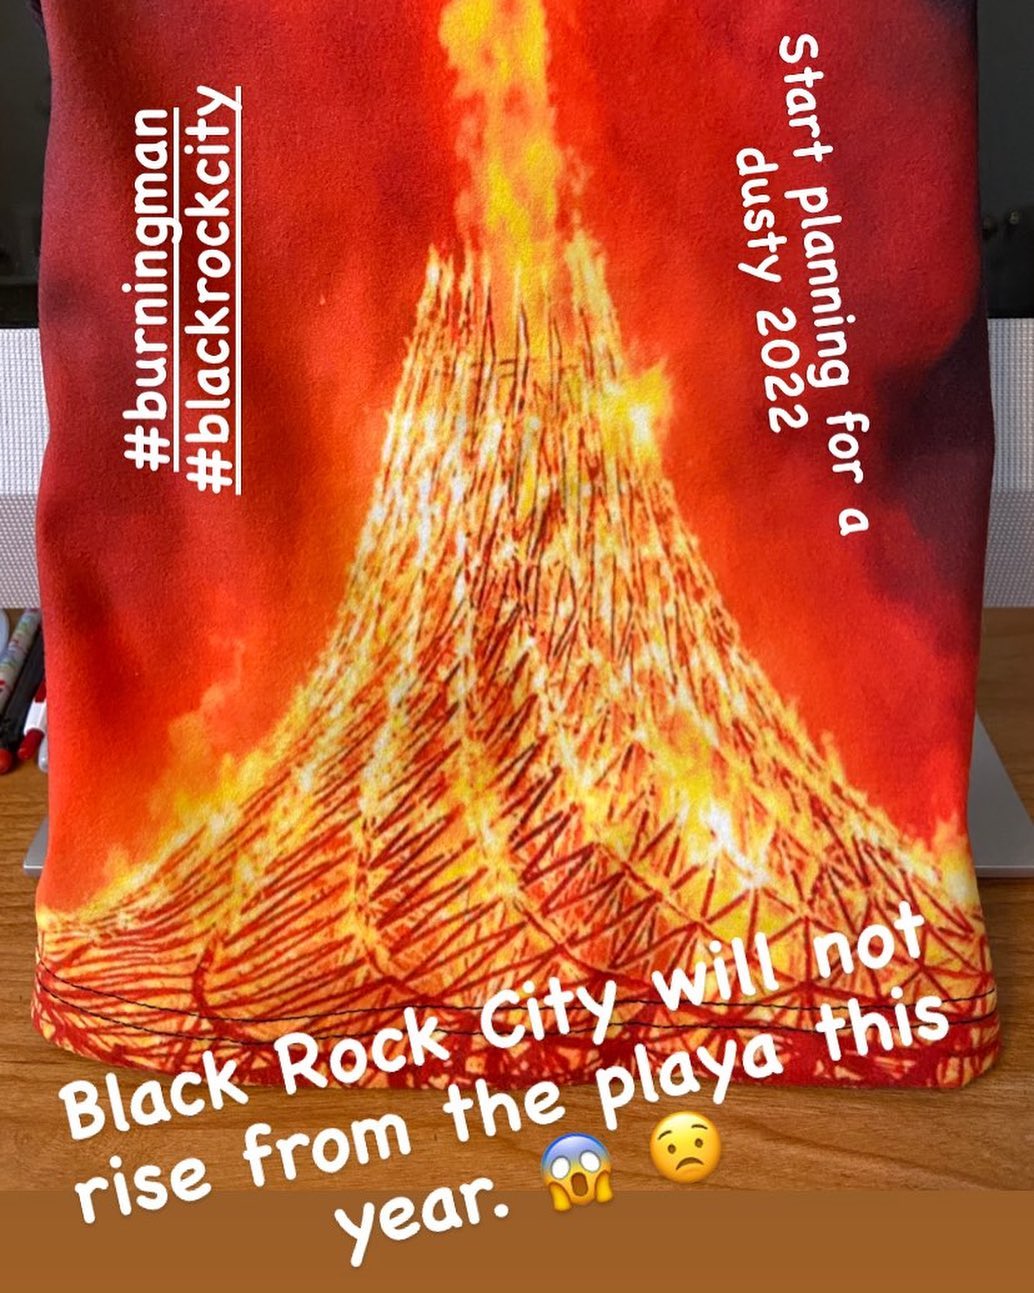 #burningman
#blackrockcity
Start planning for a
dusty 2022
Black Rock City will not
rise from the playa this
year. 😱 😟